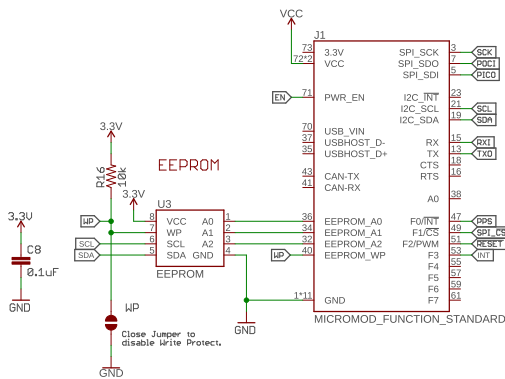 VCC
J1
73 3.3V SPI_SCK 3 SCK
72*2 VCC SPI_SDO 7 POCI
SPI_SDI 5 PICO
EN 71 PWR_EN I2C_INT 23
I2C_SCL 21 SCL
70 USB_VIN I2C_SDA 19 SDA
37 USBHOST_D- RX 15 RXI
35 USBHOST_D+ TX 13 TXO
CTS 18
43 CAN-TX RTS 16
41 CAN-RX
A0 38
36 EEPROM_A0 F0/INT 47 PPS
34 EEPROM_A1 F1/CS 49 SPI_CS
32 EEPROM_A2 F2/PWM 51 RESET
WP 40 EEPROM_WP F3 53 INT
F4 55
F5 57
F6 59
1*11 GND F7 61
MICROMOD_FUNCTION_STANDARD
EEPROM
3.3V
R16
10k
3.3V
U3
WP 8 VCC A0 1
7 WP A1 2
SCL 6 SCL A2 3
SDA 5 SDA GND 4
EEPROM
GND
3.3V
C8
0.1uF
GND
WP
Close Jumper to
disable Write Protect.
GND